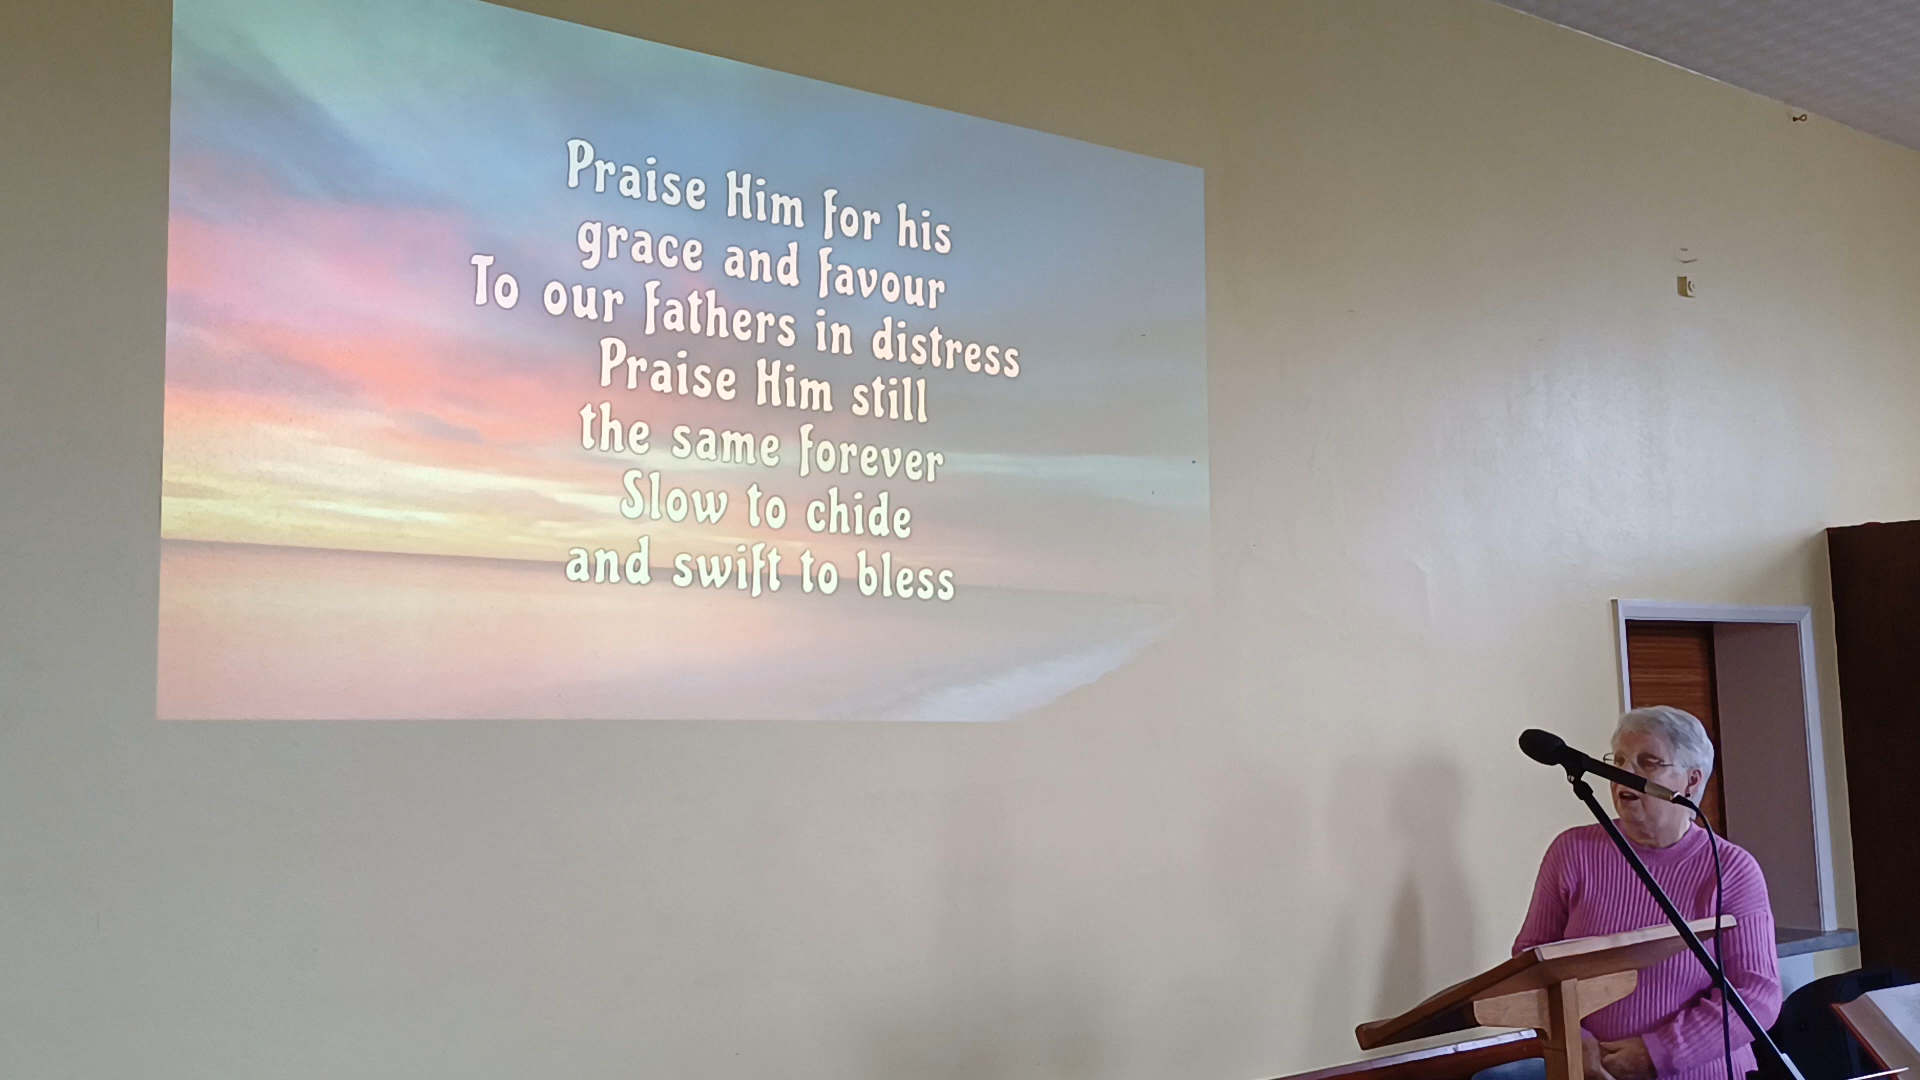 Praise Him for his
grace and favour
To our fathers in distress
Praise Him still
the same forever
Slow to chide
and swift to bless